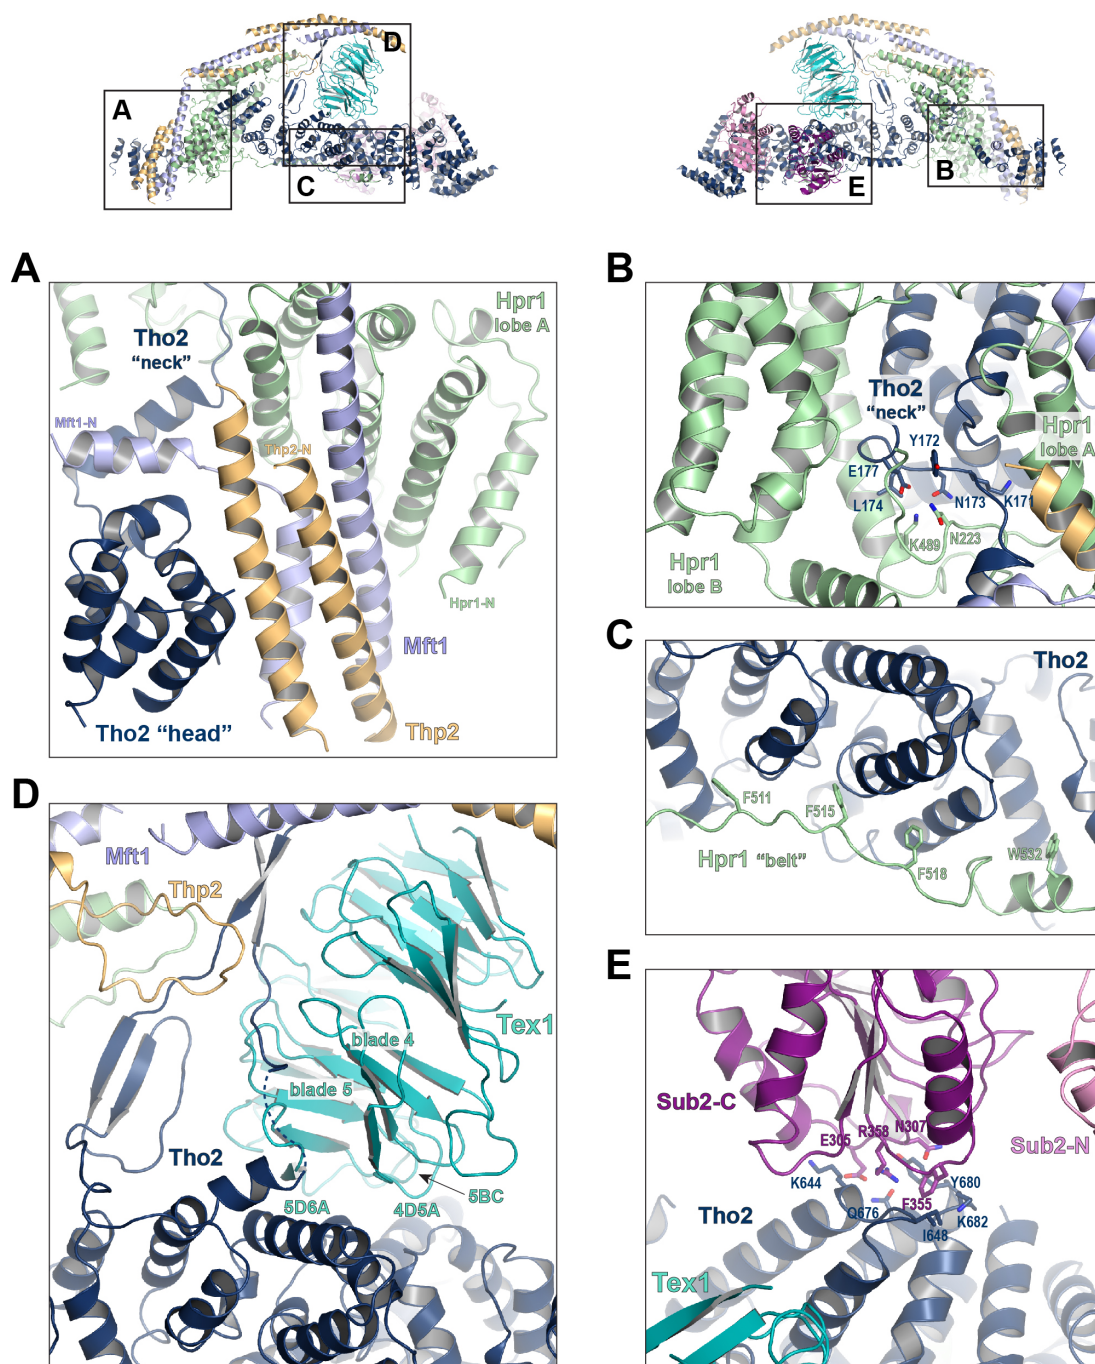 A
D
C
E
B
A
Tho2
“neck”
Hpr1
lobe A
Mft1-N
Thp2-N
Hpr1-N
Mft1
Tho2 “head”
Thp2
B
Tho2
“neck”
Y172
Hpr1
lobe A
E177
L174
N173
K171
K489
N223
Hpr1
lobe B
C
Tho2
F511
F515
Hpr1 “belt”
F518
W532
D
Mft1
Thp2
Tex1
blade 4
blade 5
Tho2
5BC
5D6A
4D5A
E
Sub2-C
N307
R358
E305
Sub2-N
K644
Y680
F355
Q676
K682
Tho2
I648
Tex1